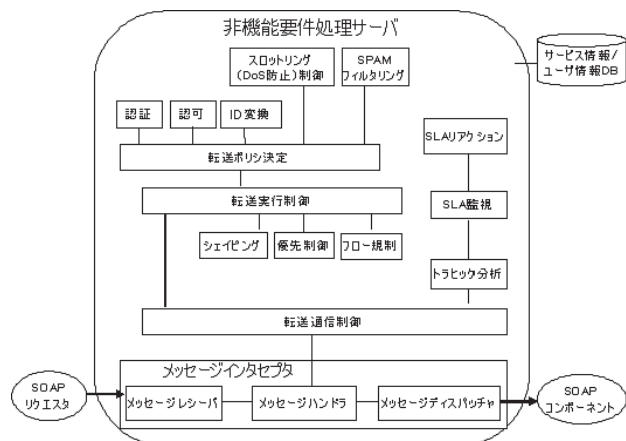 非機能要件処理サーバ
サービス情報/
ユーザ情報DB
スロットリング
(DoS防止)制御
SPAM
フィルタリング
認証
認可
ID変換
SLAリアクション
転送ポリシ決定
転送実行制御
SLA監視
シェイピング
優先制御
フロー規制
トラヒック分析
転送通信制御
メッセージインタセプタ
SOAP
リクエスタ
メッセージレシーバ
メッセージハンドラ
メッセージディスパッチャ
SOAP
コンポーネント